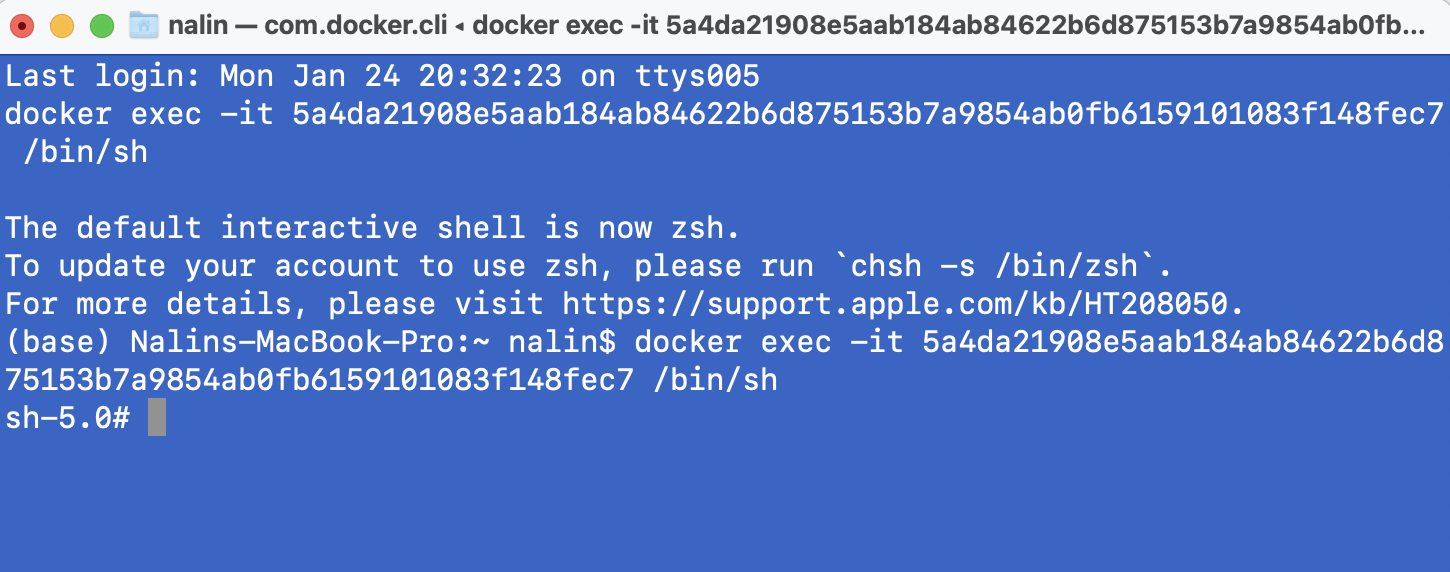 nalin — com.docker.cli ◂ docker exec -it 5a4da21908e5aab184ab84622b6d875153b7a9854ab0fb...
Last login: Mon Jan 24 20:32:23 on ttys005
docker exec -it 5a4da21908e5aab184ab84622b6d875153b7a9854ab0fb6159101083f148fec7
 /bin/sh
The default interactive shell is now zsh.
To update your account to use zsh, please run `chsh -s /bin/zsh`.
For more details, please visit https://support.apple.com/kb/HT208050.
(base) Nalins-MacBook-Pro:~ nalin$ docker exec -it 5a4da21908e5aab184ab84622b6d8
75153b7a9854ab0fb6159101083f148fec7 /bin/sh
sh-5.0#